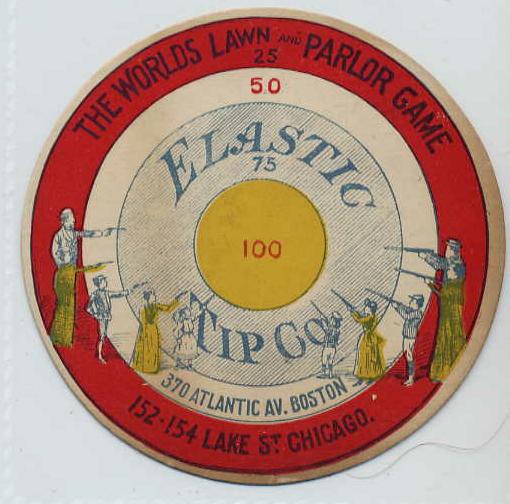 THE WORLDS LAWN AND PARLOR GAME
25
50
ELASTIC
75
100
TIP CO.
370 ATLANTIC AV. BOSTON
152-154 LAKE ST. CHICAGO.